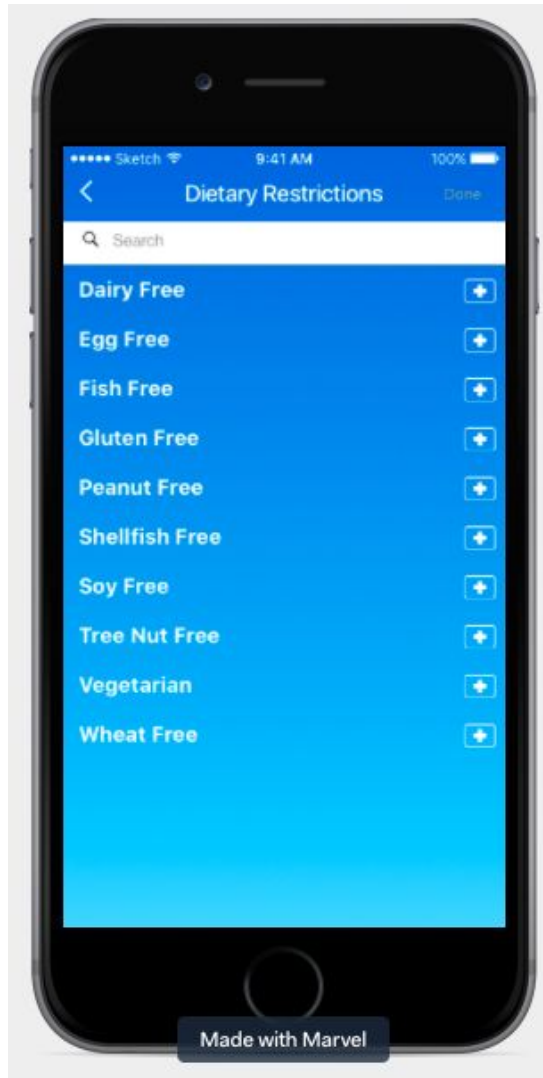 Sketch 9:41 AM 100%
Dietary Restrictions Done
Search
Dairy Free
Egg Free
Fish Free
Gluten Free
Peanut Free
Shellfish Free
Soy Free
Tree Nut Free
Vegetarian
Wheat Free
Made with Marvel